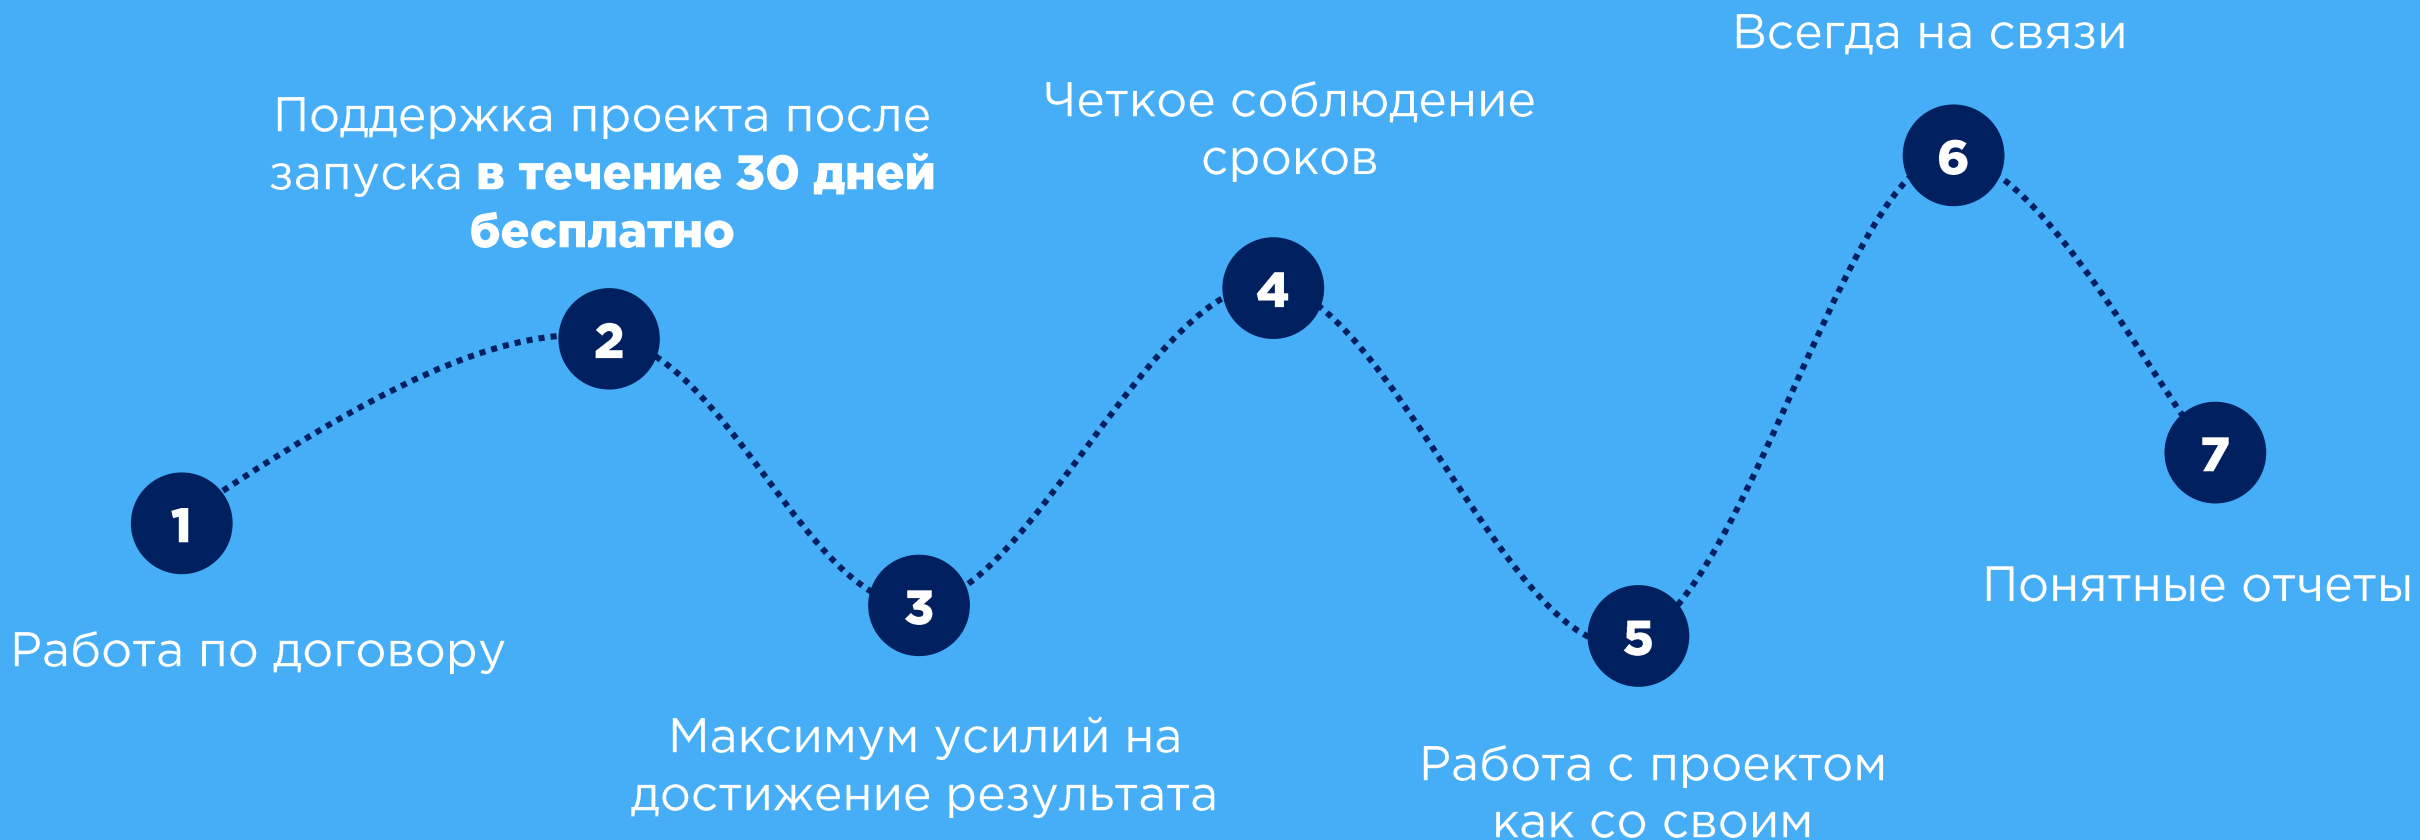 1
Работа по договору
2
Поддержка проекта после
запуска в течение 30 дней
бесплатно
3
Максимум усилий на
достижение результата
4
Четкое соблюдение
сроков
5
Работа с проектом
как со своим
6
Всегда на связи
7
Понятные отчеты